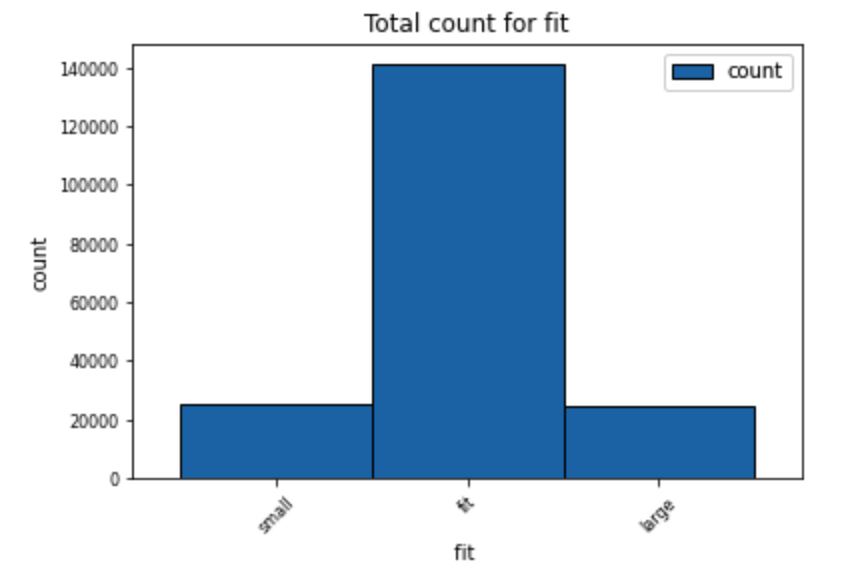 Total count for fit
count
140000
120000
100000
80000
60000
40000
20000
0
count
small
fit
large
fit